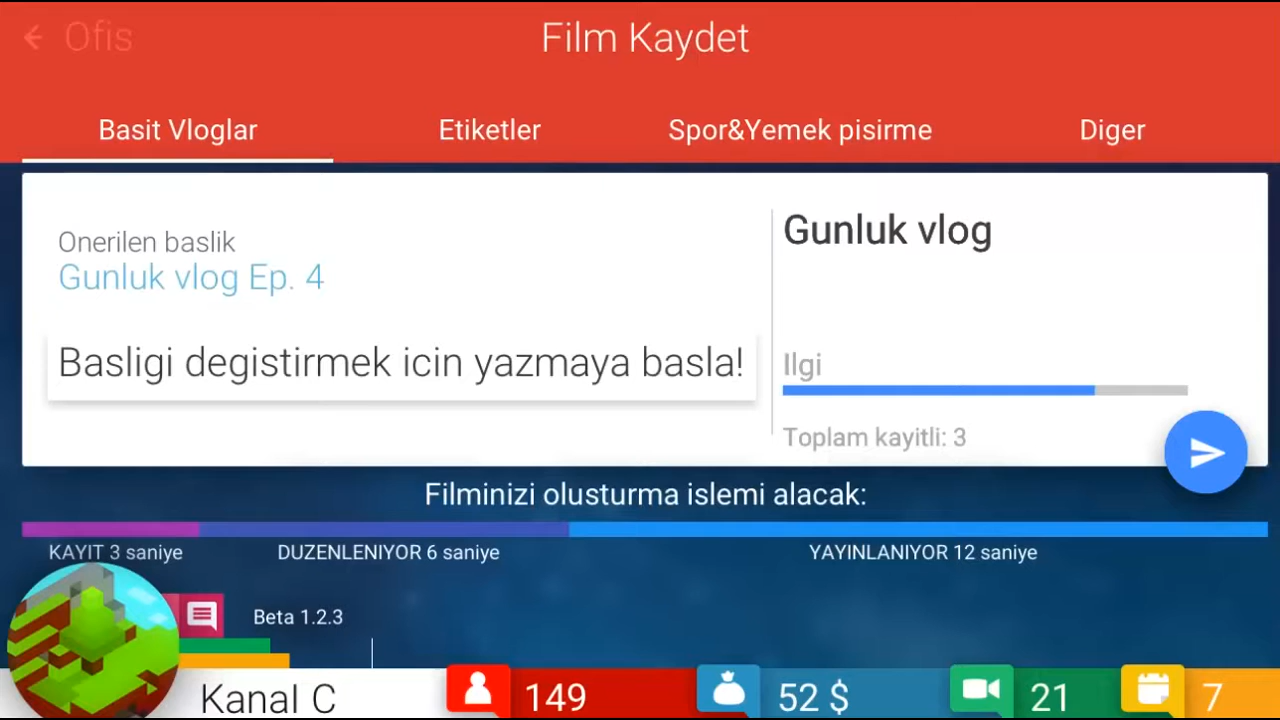 Ofis
Film Kaydet
Basit Vloglar
Etiketler
Spor&Yemek pisirme
Diger
Onerilen baslik
Gunluk vlog Ep. 4
Basligi degistirmek icin yazmaya basla!
Gunluk vlog
Ilgi
Toplam kayitli: 3
Filminizi olusturma islemi alacak:
KAYIT 3 saniye
DUZENLENIYOR 6 saniye
YAYINLANIYOR 12 saniye
Beta 1.2.3
Kanal C
149
52 $
21
7